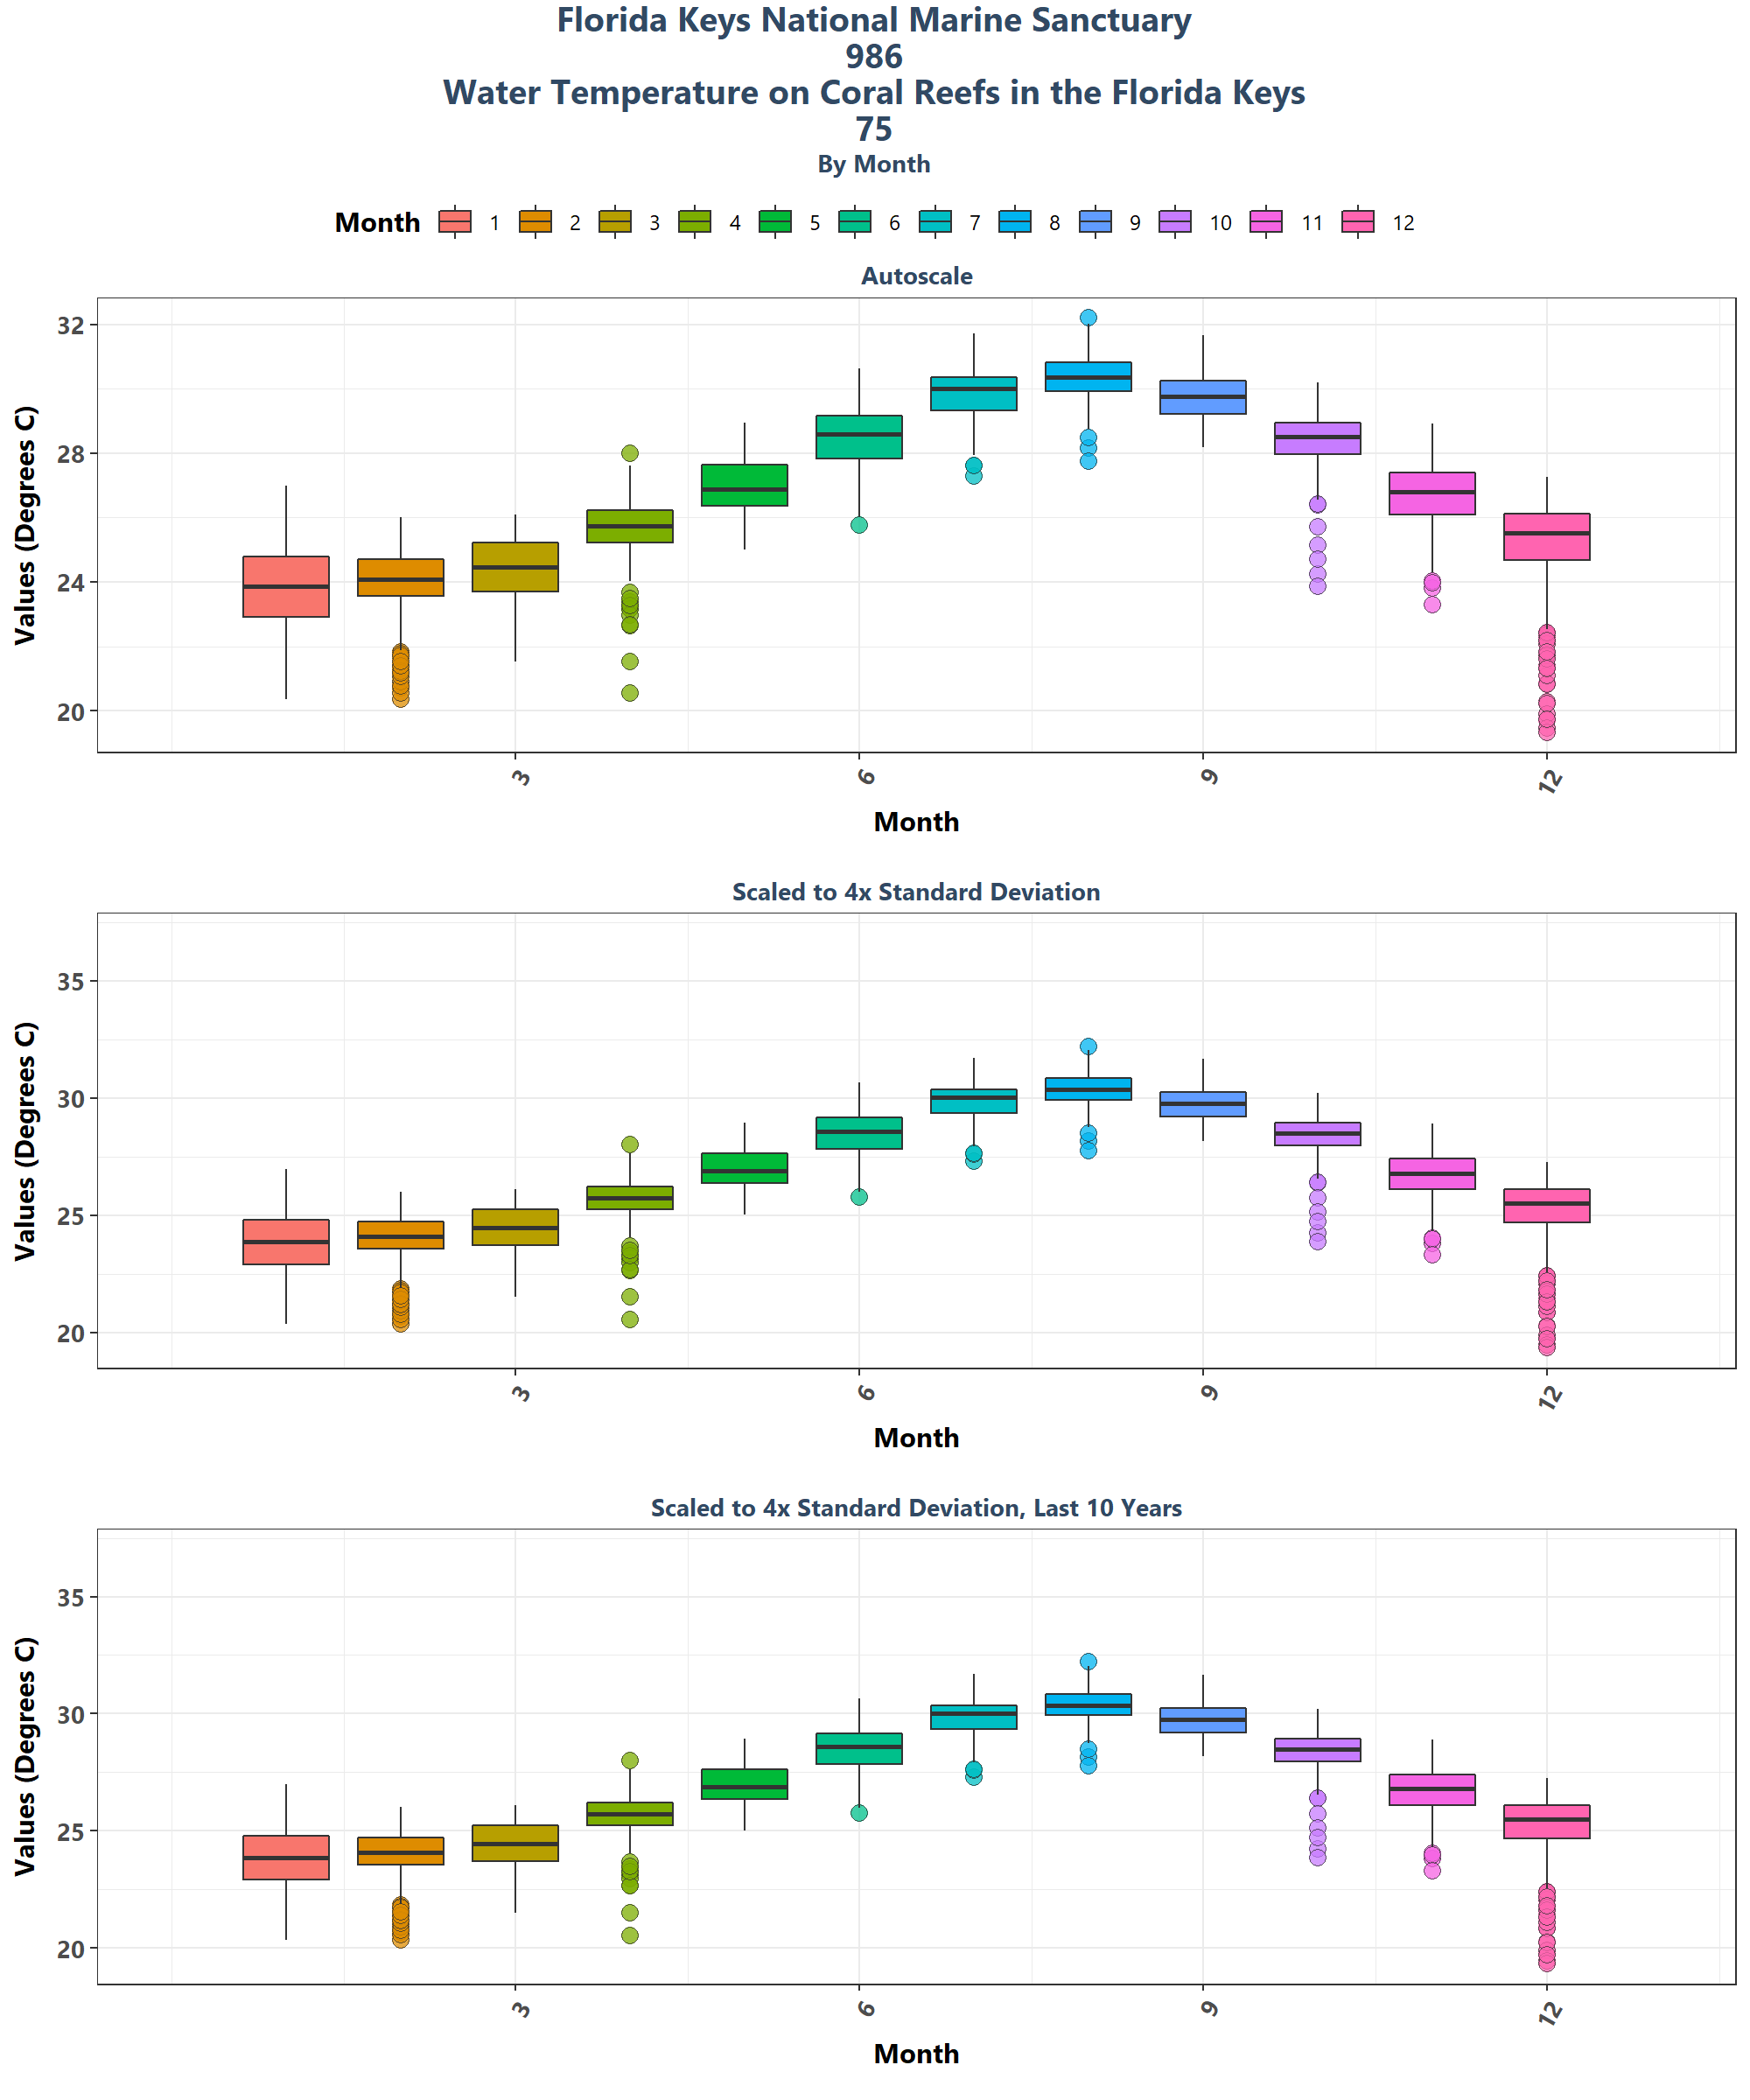 Florida Keys National Marine Sanctuary
986
Water Temperature on Coral Reefs in the Florida Keys
75
By Month
Month 1 2 3 4 5 6 7 8 9 10 11 12
Autoscale
Values (Degrees C)
32
28
24
20
3 6 9 12
Month
Scaled to 4x Standard Deviation
Values (Degrees C)
35
30
25
20
3 6 9 12
Month
Scaled to 4x Standard Deviation, Last 10 Years
Values (Degrees C)
35
30
25
20
3 6 9 12
Month